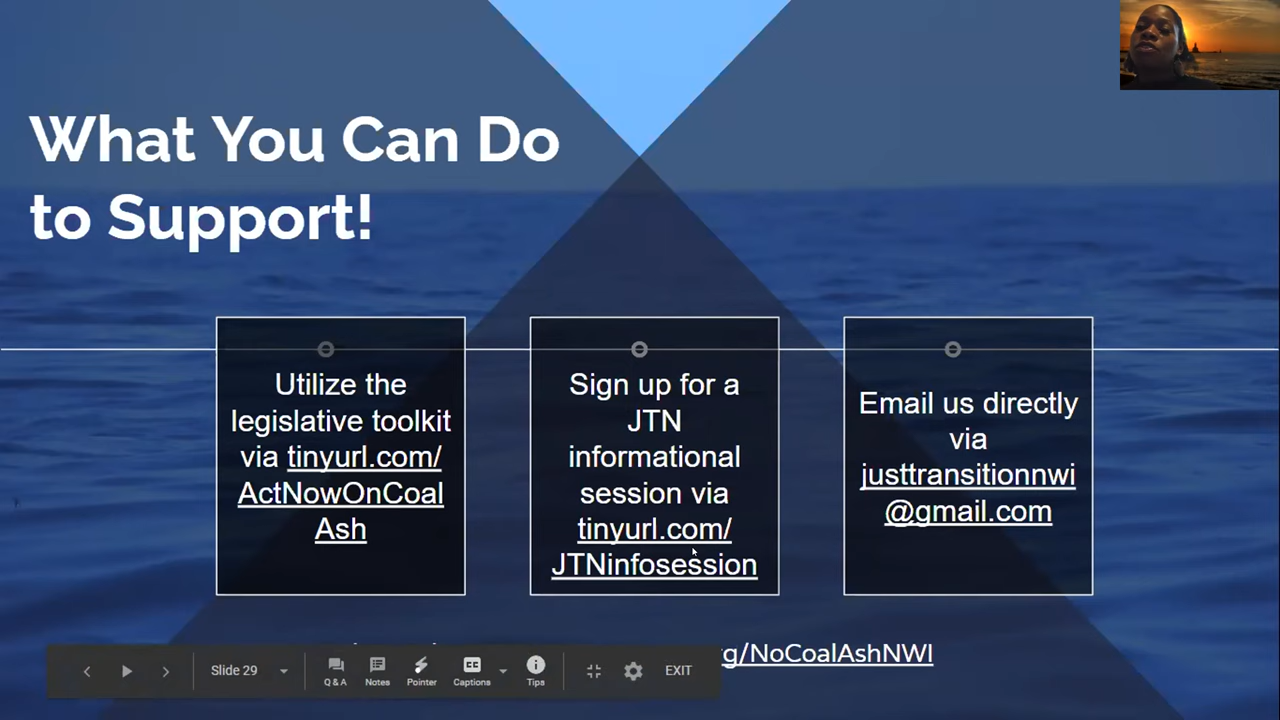 What You Can Do
to Support!
Utilize the
legislative toolkit
via tinyurl.com/
ActNowOnCoal
Ash
Sign up for a
JTN
informational
session via
tinyurl.com/
JTNinfosession
Email us directly
via
justtransitionnwi
@gmail.com
rg/NoCoalAshNWI
Slide 29
Q & A
Notes
Pointer
CC
Captions
Tips
EXIT